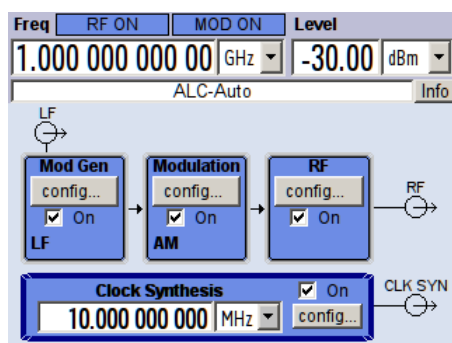 Freq RF ON MOD ON Level
1.000 000 000 00 GHz -30.00 dBm
ALC-Auto Info
LF
Mod Gen Modulation RF
config... config... config... RF
On On On
LF AM
Clock Synthesis On CLK SYN
10.000 000 000 MHz config...